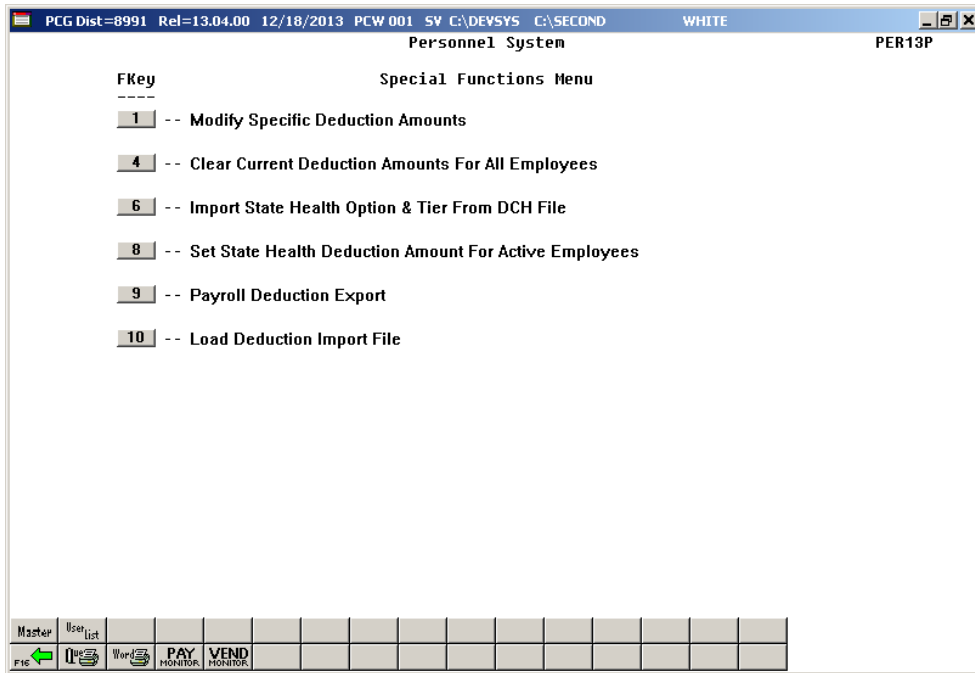 PCG Dist=8991 Rel=13.04.00 12/18/2013 PCW 001 SV C:\DEVSYS C:\SECOND WHITE
Personnel System PER13P
FKey Special Functions Menu
----
1 -- Modify Specific Deduction Amounts
4 -- Clear Current Deduction Amounts For All Employees
6 -- Import State Health Option & Tier From DCH File
8 -- Set State Health Deduction Amount For Active Employees
9 -- Payroll Deduction Export
10 -- Load Deduction Import File
Master User List
F16 Que Word PAY MONITOR VEND MONITOR